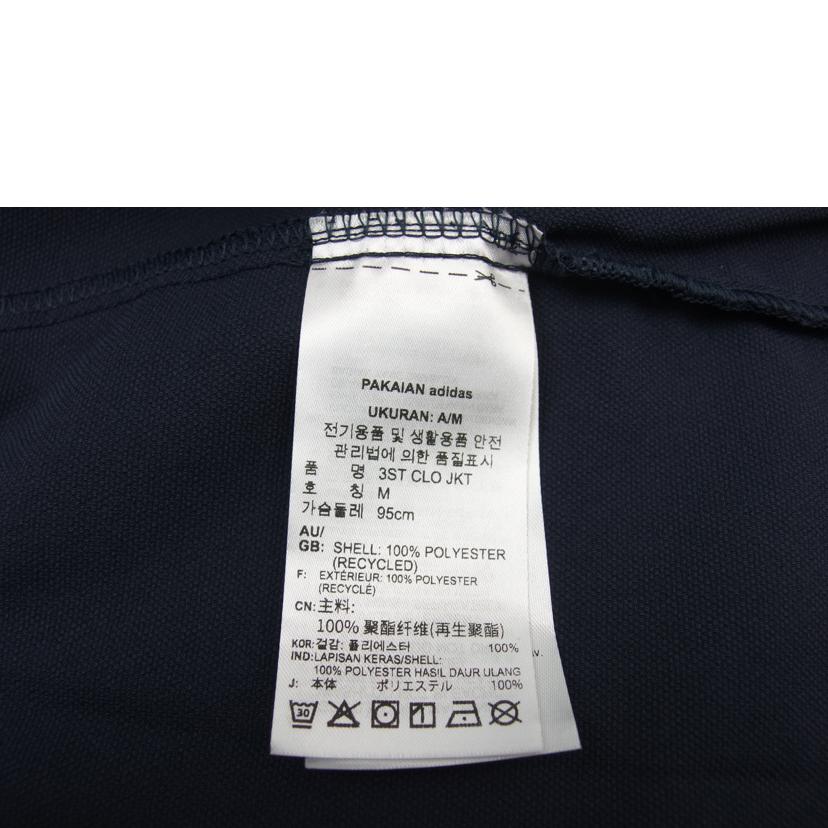 PAKAIAN adidas
UKURAN: A/M
전기용품 및 생활용품 안전
관리법에 의한 품질표시
품 명 3ST CLO JKT
호 칭 M
가슴둘레 95cm
AU/
GB: SHELL: 100% POLYESTER
(RECYCLED)
F: EXTÉRIEUR: 100% POLYESTER
(RECYCLÉ)
CN: 主料:
100% 聚酯纤维(再生聚酯)
KOR: 겉감: 폴리에스터 100%
IND: LAPISAN KERAS/SHELL:
100% POLYESTER HASIL DAUR ULANG
J: 本体 ポリエステル 100%
30